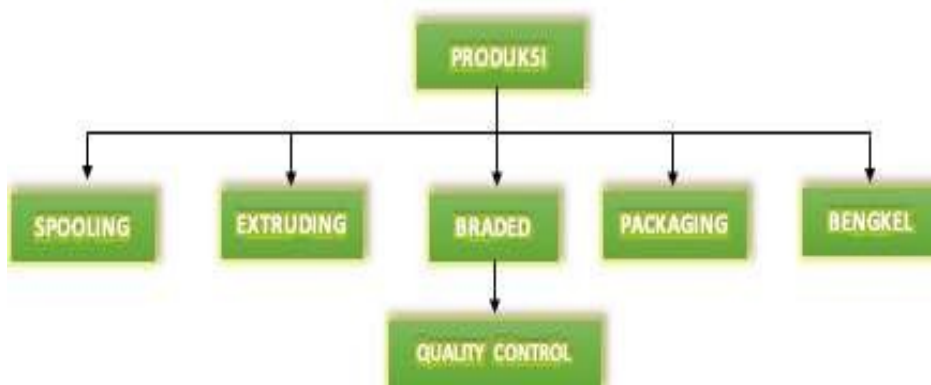 PRODUKSI
SPOOLING
EXTRUDING
BRADED
PACKAGING
BENGKEL
QUALITY CONTROL